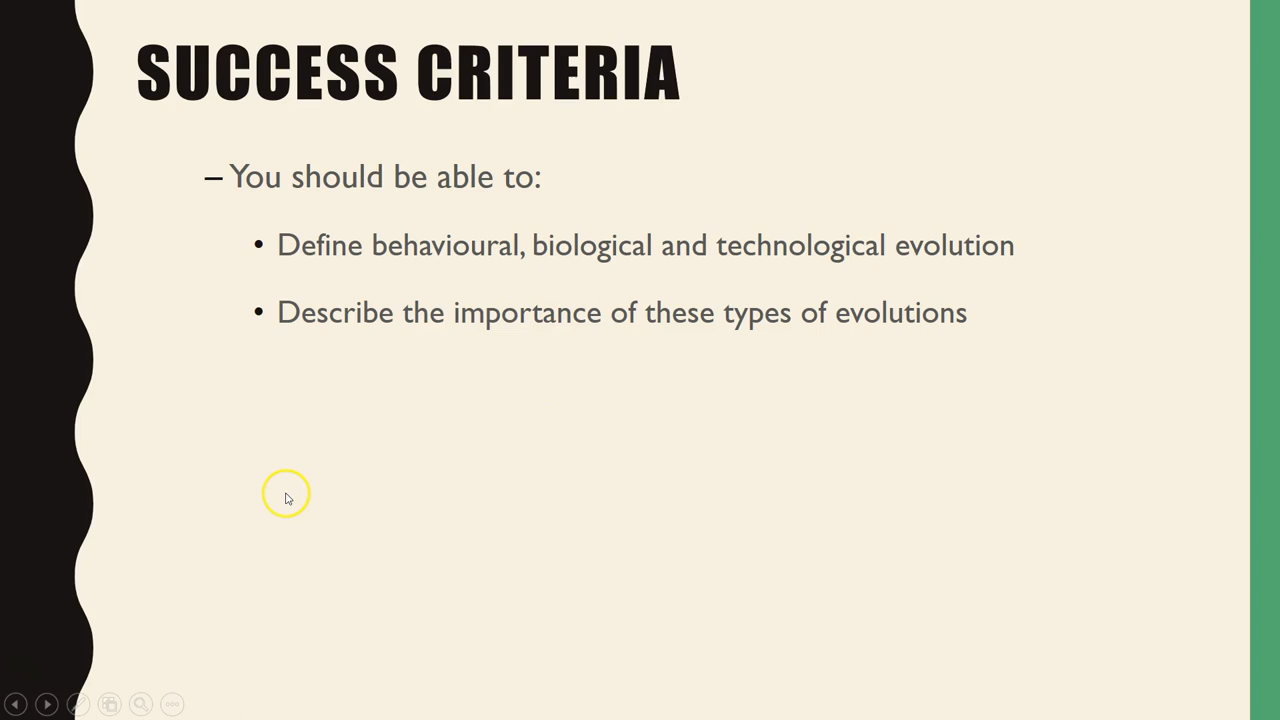 SUCCESS CRITERIA
– You should be able to:
• Define behavioural, biological and technological evolution
• Describe the importance of these types of evolutions